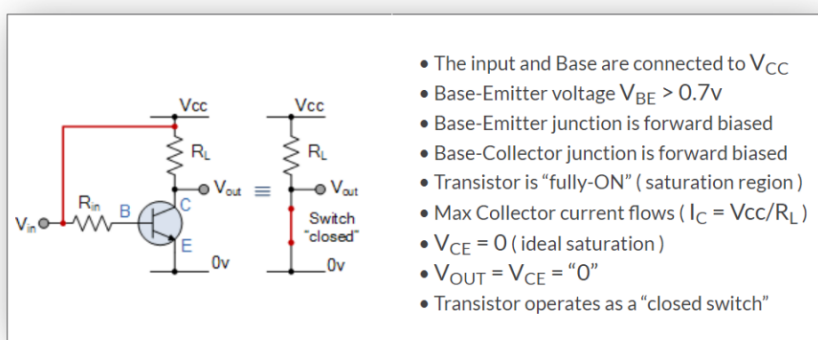 Vcc
Vcc
RL
RL
Vout
≡
Vout
Rin
B
C
Vin
Switch
"closed"
E
0v
0v
• The input and Base are connected to VCC
• Base-Emitter voltage VBE > 0.7v
• Base-Emitter junction is forward biased
• Base-Collector junction is forward biased
• Transistor is “fully-ON” ( saturation region )
• Max Collector current flows ( IC = Vcc/RL )
• VCE = 0 ( ideal saturation )
• VOUT = VCE = “0”
• Transistor operates as a “closed switch”